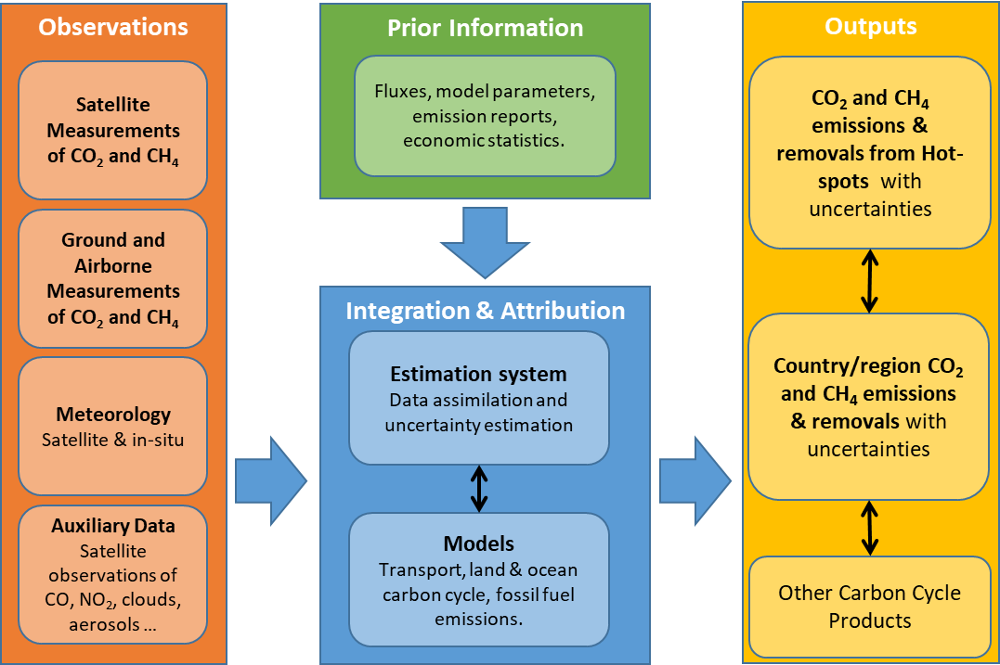 Observations
Satellite
Measurements
of CO₂ and CH₄
Ground and
Airborne
Measurements
of CO₂ and CH₄
Meteorology
Satellite & in-situ
Auxiliary Data
Satellite
observations of
CO, NO₂, clouds,
aerosols ...
Prior Information
Fluxes, model parameters,
emission reports,
economic statistics.
Integration & Attribution
Estimation system
Data assimilation and
uncertainty estimation
Models
Transport, land & ocean
carbon cycle, fossil fuel
emissions.
Outputs
CO₂ and CH₄
emissions &
removals from Hot-
spots with
uncertainties
Country/region CO₂
and CH₄ emissions
& removals with
uncertainties
Other Carbon Cycle
Products